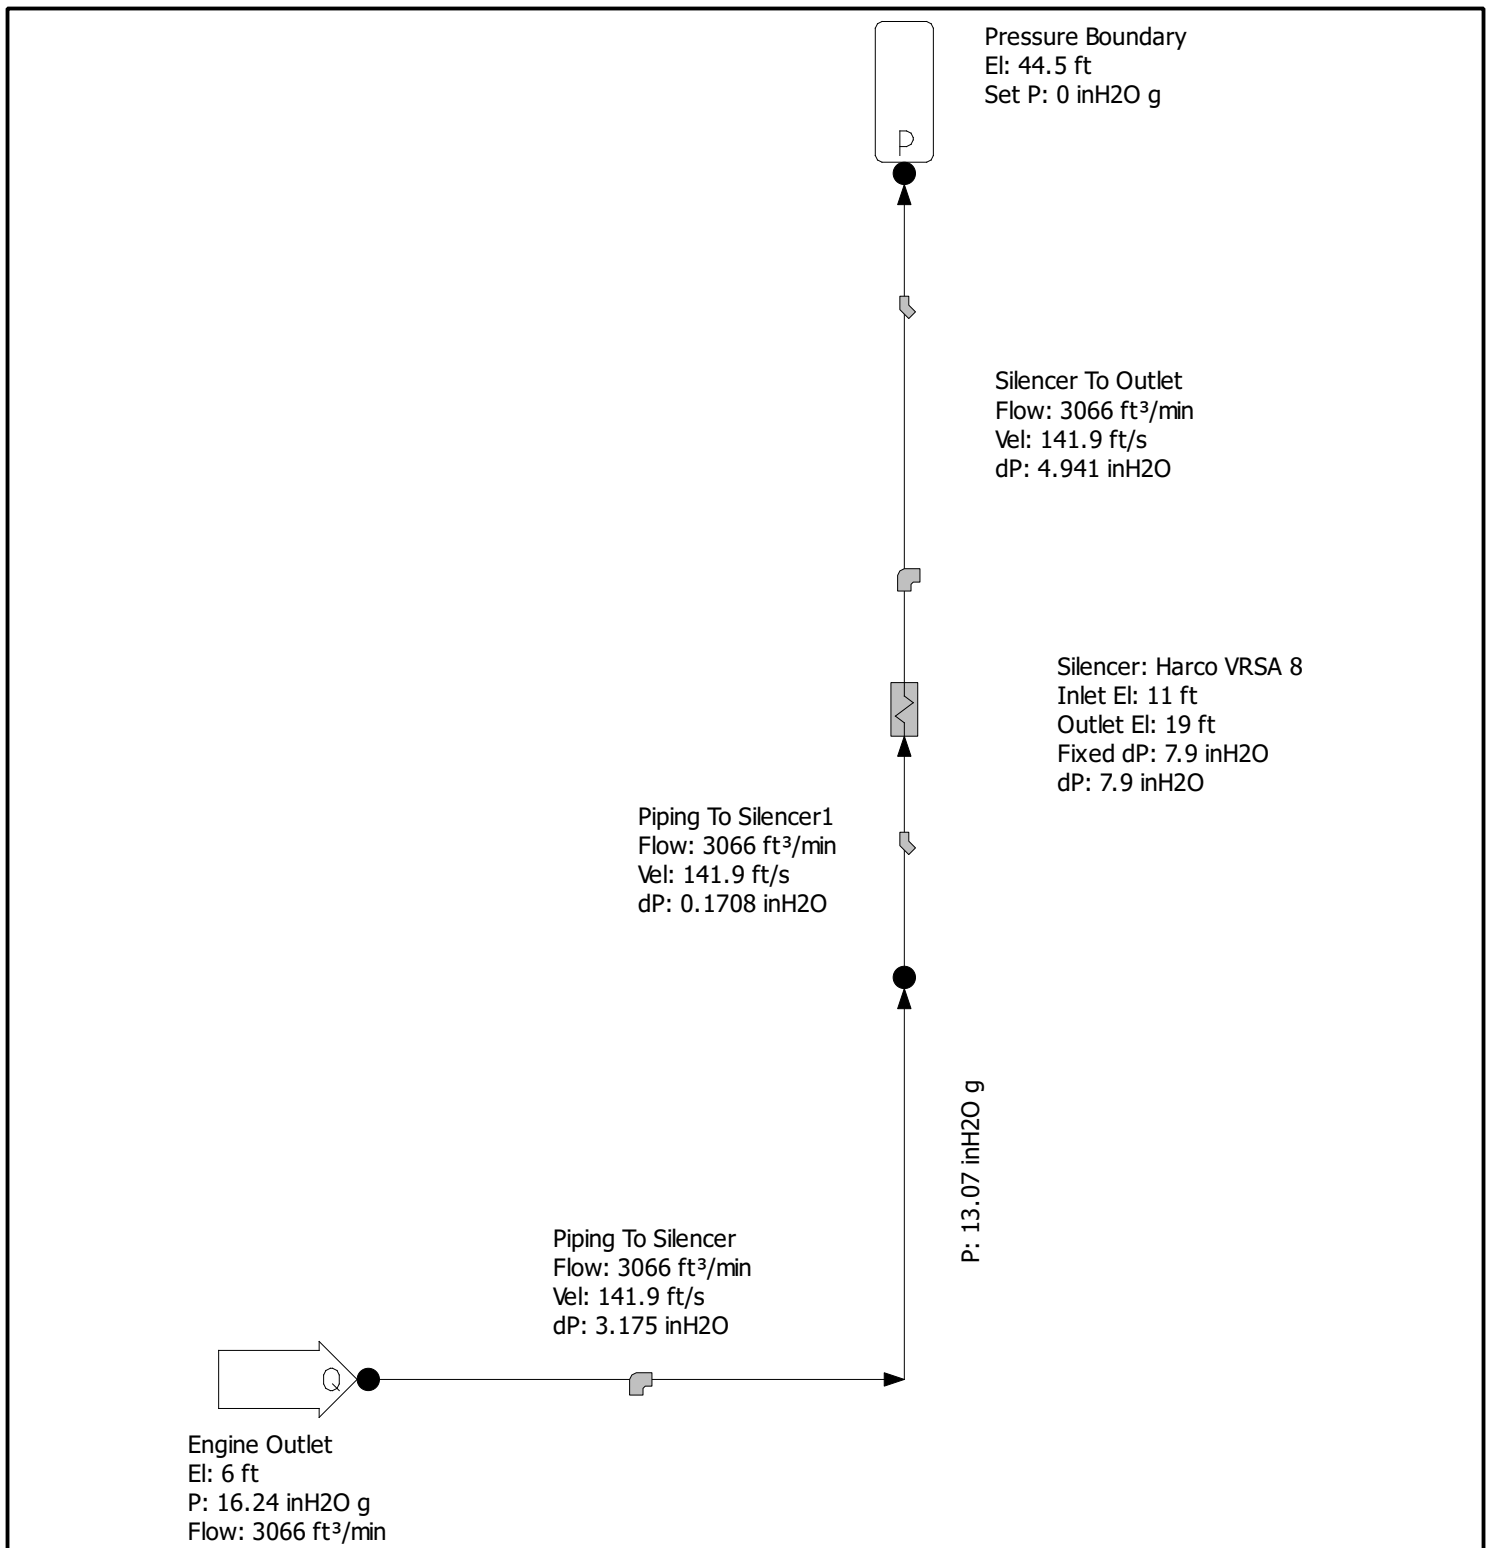 Pressure Boundary
El: 44.5 ft
Set P: 0 inH2O g
P
Silencer To Outlet
Flow: 3066 ft³/min
Vel: 141.9 ft/s
dP: 4.941 inH2O
Silencer: Harco VRSA 8
Inlet El: 11 ft
Outlet El: 19 ft
Fixed dP: 7.9 inH2O
dP: 7.9 inH2O
Piping To Silencer1
Flow: 3066 ft³/min
Vel: 141.9 ft/s
dP: 0.1708 inH2O
P: 13.07 inH2O g
Piping To Silencer
Flow: 3066 ft³/min
Vel: 141.9 ft/s
dP: 3.175 inH2O
Q
Engine Outlet
El: 6 ft
P: 16.24 inH2O g
Flow: 3066 ft³/min